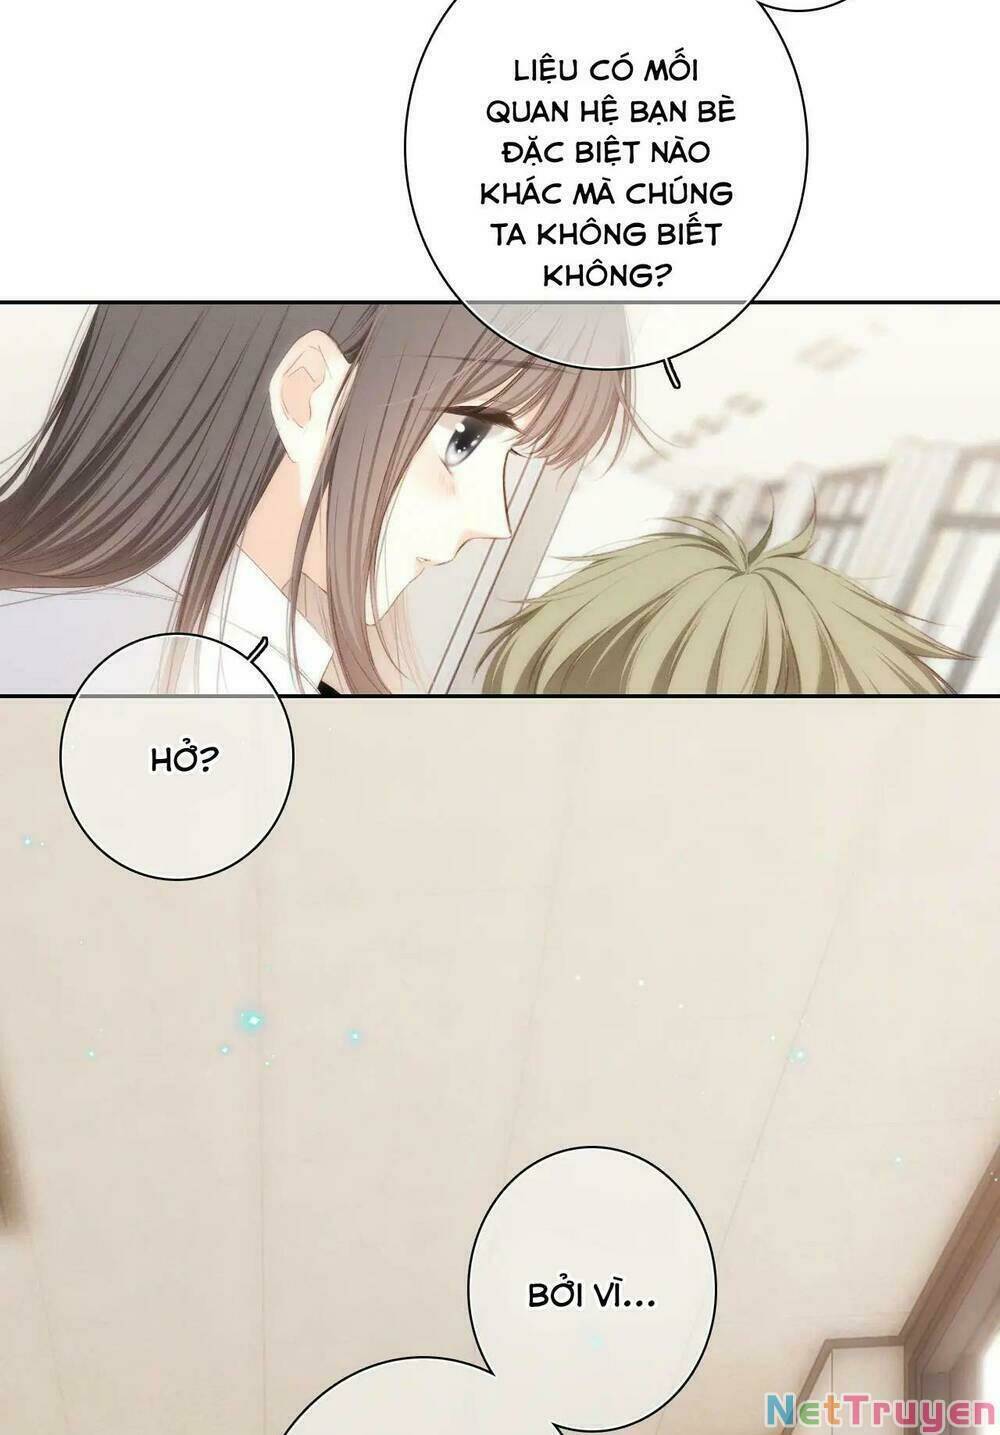 LIỆU CÓ MỐI
QUAN HỆ BẠN BÈ
ĐẶC BIỆT NÀO
KHÁC MÀ CHÚNG
TA KHÔNG BIẾT
KHÔNG?
HỞ?
BỞI VÌ...
NetTruyen